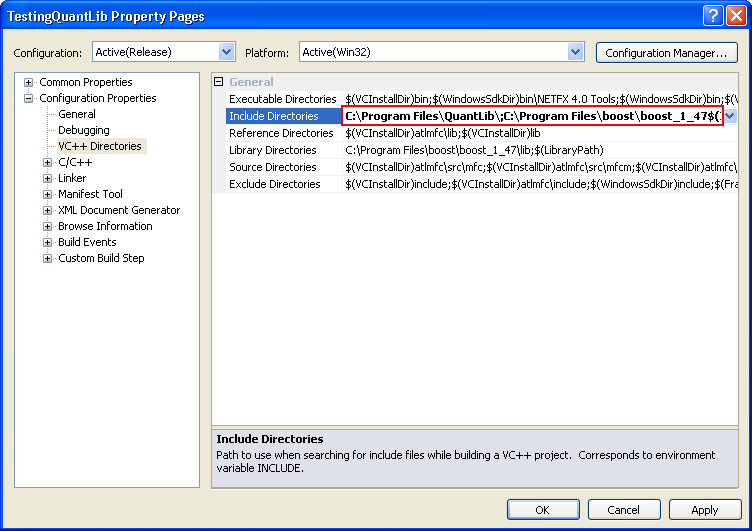 TestingQuantLib Property Pages
Configuration: Active(Release) Platform: Active(Win32) Configuration Manager...
Common Properties
Configuration Properties
General
Debugging
VC++ Directories
C/C++
Linker
Manifest Tool
XML Document Generator
Browse Information
Build Events
Custom Build Step
General
Executable Directories $(VCInstallDir)bin;$(WindowsSdkDir)bin\NETFX 4.0 Tools;$(WindowsSdkDir)bin;$(
Include Directories C:\Program Files\QuantLib\;C:\Program Files\boost\boost_1_47$(
Reference Directories $(VCInstallDir)atlmfc\lib;$(VCInstallDir)lib
Library Directories C:\Program Files\boost\boost_1_47\lib;$(LibraryPath)
Source Directories $(VCInstallDir)atlmfc\src\mfc;$(VCInstallDir)atlmfc\src\mfcm;$(VCInstallDir)atlmfc\
Exclude Directories $(VCInstallDir)include;$(VCInstallDir)atlmfc\include;$(WindowsSdkDir)include;$(Fra
Include Directories
Path to use when searching for include files while building a VC++ project. Corresponds to environment
variable INCLUDE.
OK Cancel Apply